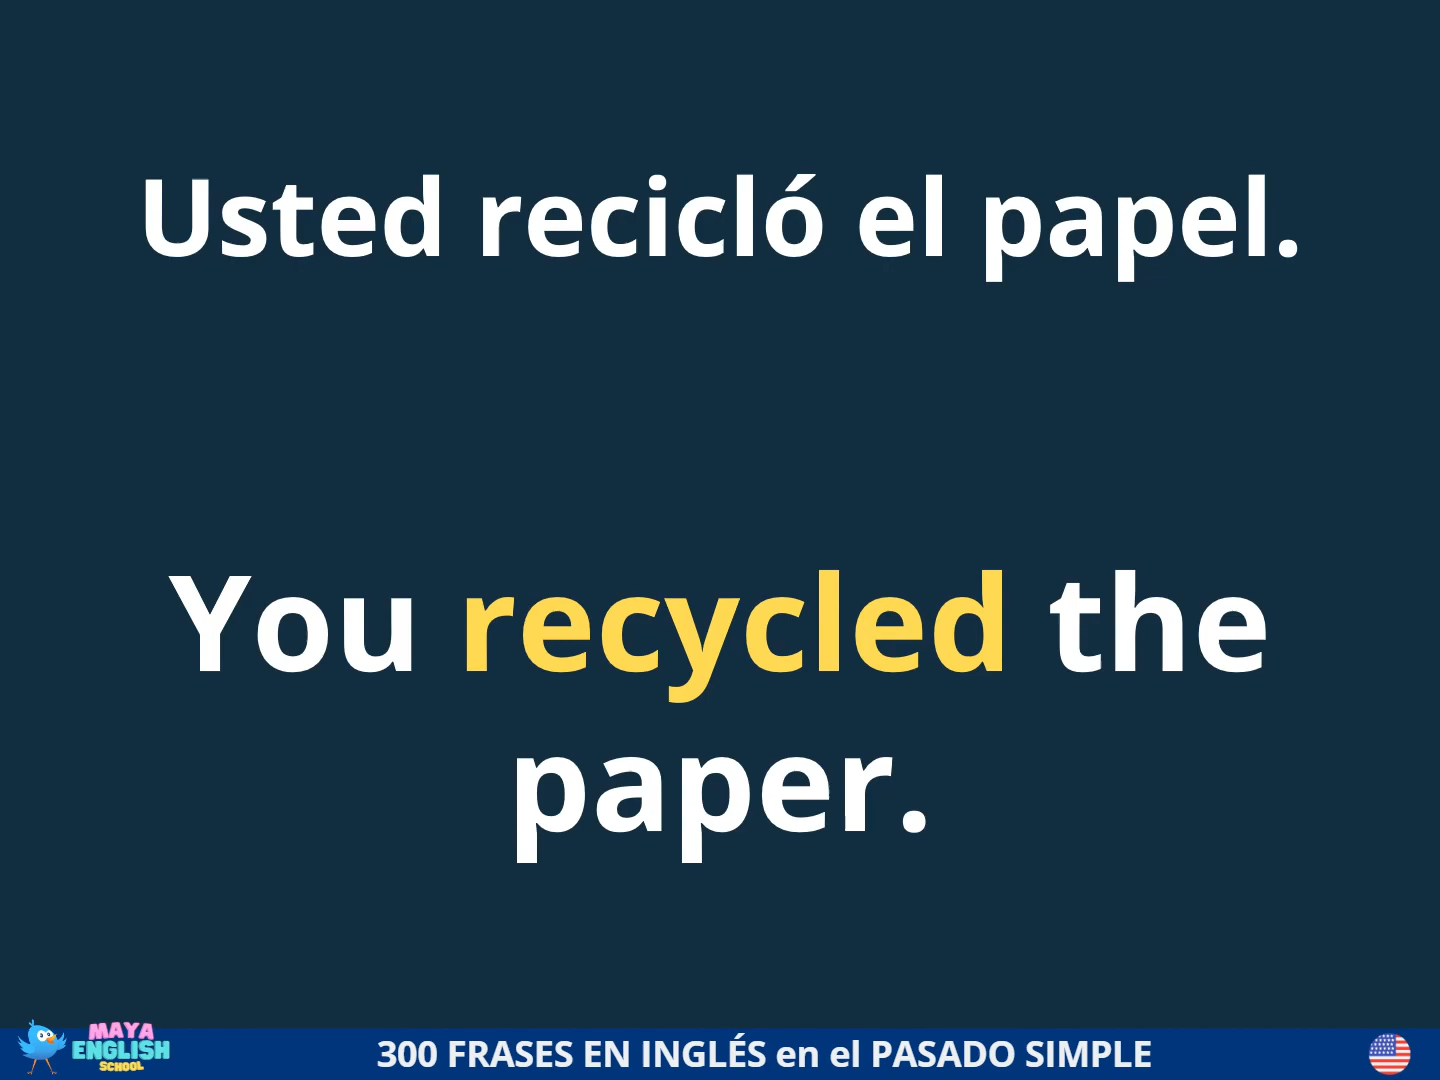 Usted recicló el papel.
You recycled the
paper.
MAYA
ENGLISH
SCHOOL
300 FRASES EN INGLÉS en el PASADO SIMPLE